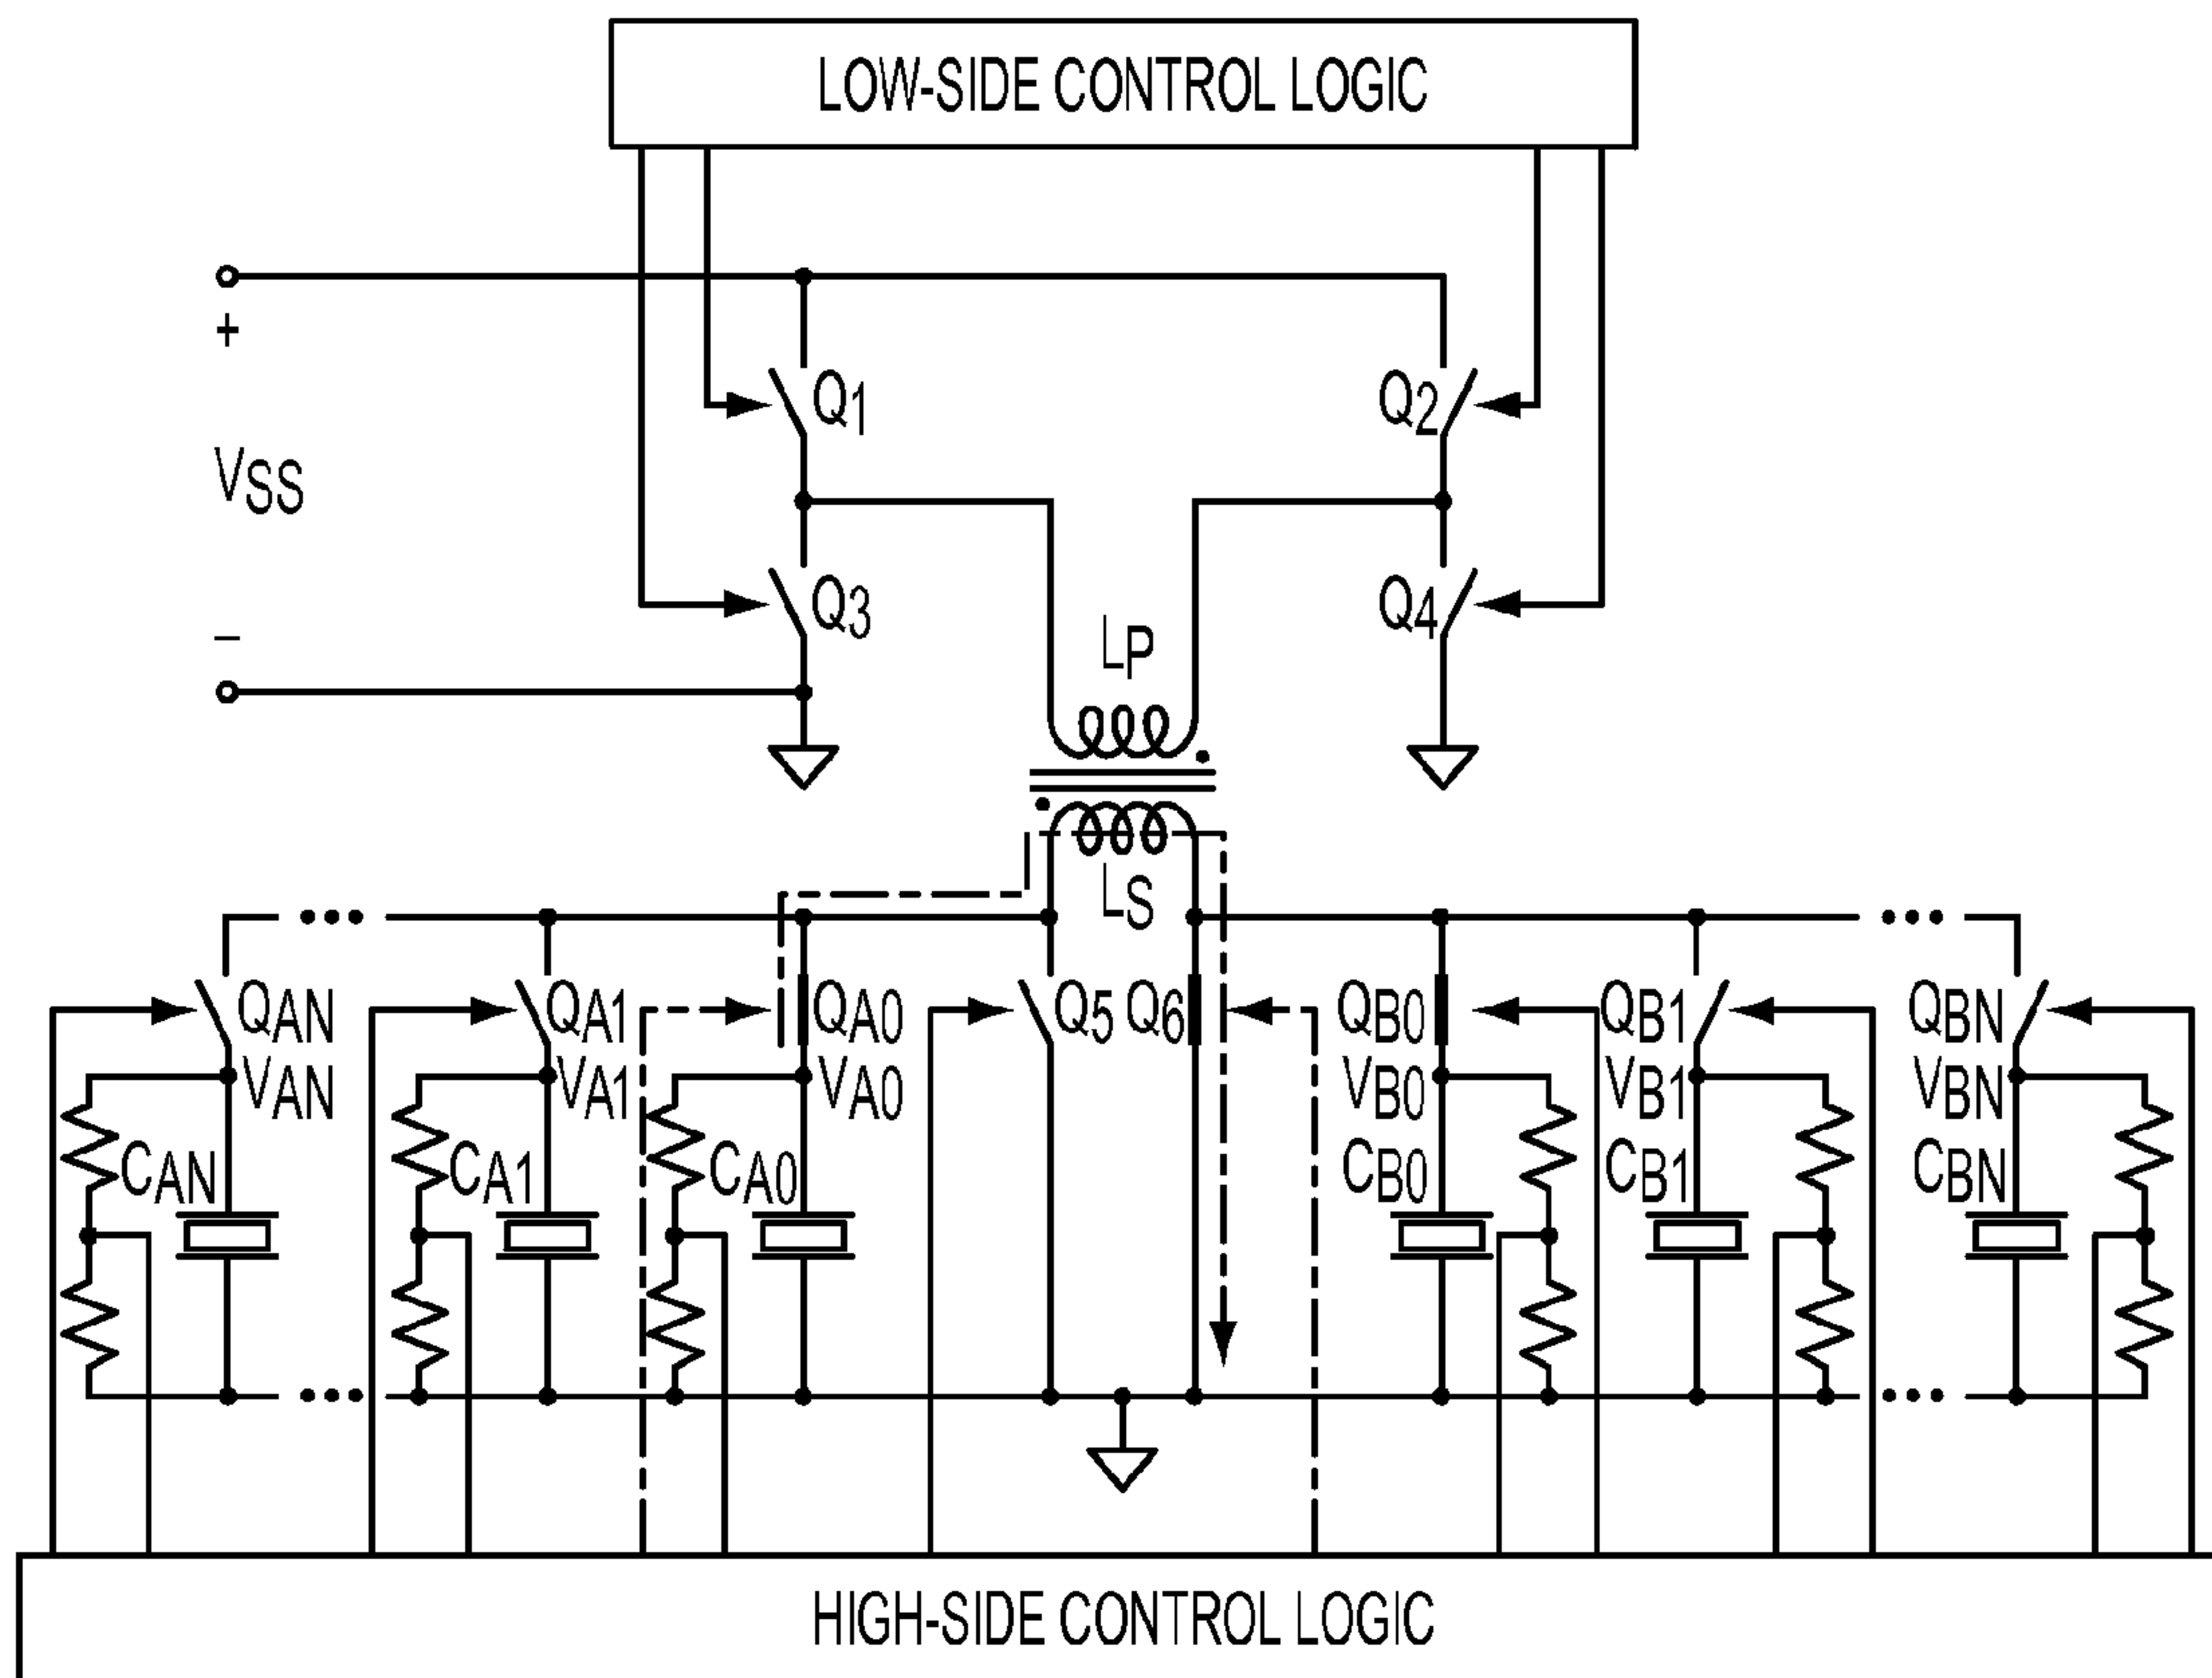 LOW-SIDE CONTROL LOGIC
+
Q1
Q2
VSS
Q3
Q4
–
LP
LS
QAN
QA1
QA0
Q5
Q6
QB0
QB1
QBN
VAN
VA1
VA0
VB0
VB1
VBN
CAN
CA1
CA0
CB0
CB1
CBN
HIGH-SIDE CONTROL LOGIC